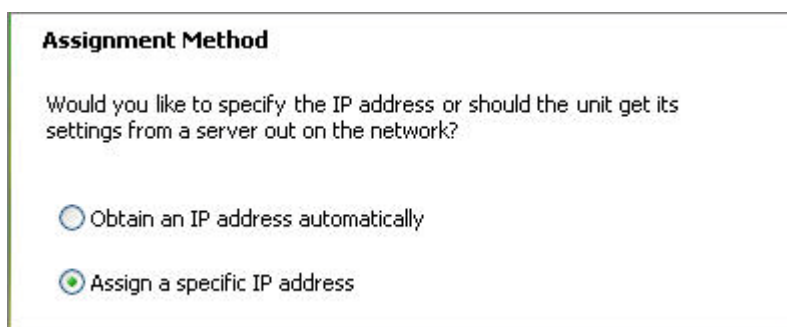 Assignment Method
Would you like to specify the IP address or should the unit get its
settings from a server out on the network?
Obtain an IP address automatically
Assign a specific IP address